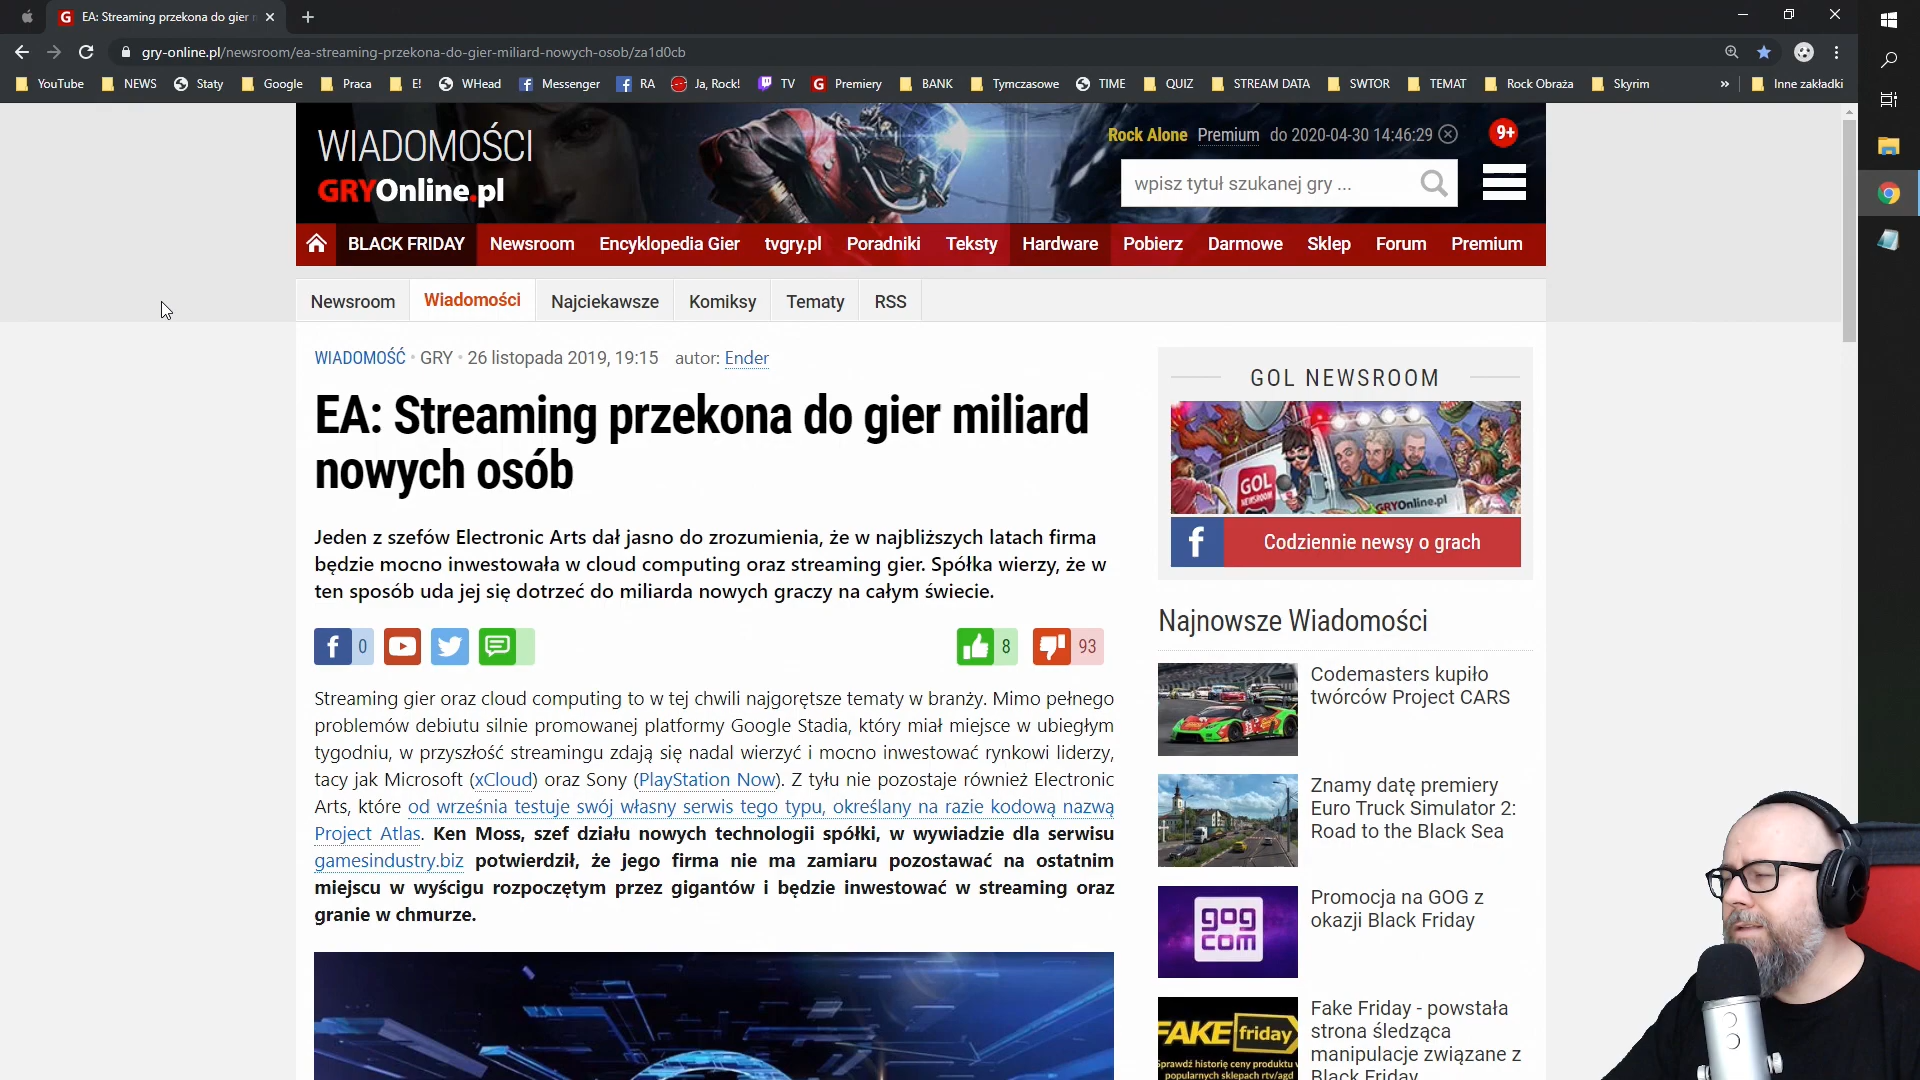 EA: Streaming przekona do gier
gry-online.pl/newsroom/ea-streaming-przekona-do-gier-miliard-nowych-osob/za1d0cb
YouTube NEWS Staty Google Praca E! WHead Messenger RA Ja, Rock! TV Premiery BANK Tymczasowe TIME QUIZ STREAM DATA SWTOR TEMAT Rock Obraża Skyrim » Inne zakładki
WIADOMOŚCI
GRYOnline.pl
Rock Alone Premium do 2020-04-30 14:46:29
9+
wpisz tytuł szukanej gry ...
BLACK FRIDAY Newsroom Encyklopedia Gier tvgry.pl Poradniki Teksty Hardware Pobierz Darmowe Sklep Forum Premium
Newsroom Wiadomości Najciekawsze Komiksy Tematy RSS
WIADOMOŚĆ • GRY • 26 listopada 2019, 19:15 autor: Ender
EA: Streaming przekona do gier miliard
nowych osób
Jeden z szefów Electronic Arts dał jasno do zrozumienia, że w najbliższych latach firma
będzie mocno inwestowała w cloud computing oraz streaming gier. Spółka wierzy, że w
ten sposób uda jej się dotrzeć do miliarda nowych graczy na całym świecie.
0
8
93
Streaming gier oraz cloud computing to w tej chwili najgorętsze tematy w branży. Mimo pełnego
problemów debiutu silnie promowanej platformy Google Stadia, który miał miejsce w ubiegłym
tygodniu, w przyszłość streamingu zdają się nadal wierzyć i mocno inwestować rynkowi liderzy,
tacy jak Microsoft (xCloud) oraz Sony (PlayStation Now). Z tyłu nie pozostaje również Electronic
Arts, które od września testuje swój własny serwis tego typu, określany na razie kodową nazwą
Project Atlas. Ken Moss, szef działu nowych technologii spółki, w wywiadzie dla serwisu
gamesindustry.biz potwierdził, że jego firma nie ma zamiaru pozostawać na ostatnim
miejscu w wyścigu rozpoczętym przez gigantów i będzie inwestować w streaming oraz
granie w chmurze.
GOL NEWSROOM
GOL
NEWSROOM
GRYOnline.pl
Codziennie newsy o grach
Najnowsze Wiadomości
Codemasters kupiło
twórców Project CARS
Znamy datę premiery
Euro Truck Simulator 2:
Road to the Black Sea
gog
com
Promocja na GOG z
okazji Black Friday
FAKE friday
Sprawdź historię ceny produktu w
popularnych sklepach rtv/agd
Fake Friday - powstała
strona śledząca
manipulacje związane z
Black Friday